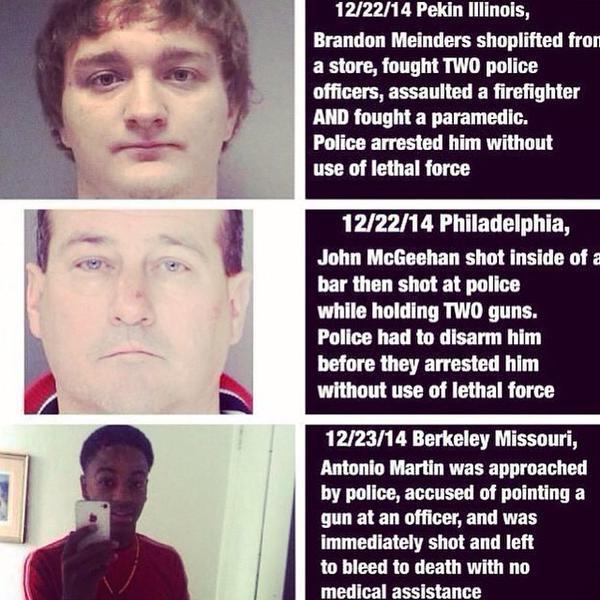 12/22/14 Pekin Illinois,
Brandon Meinders shoplifted from
a store, fought TWO police
officers, assaulted a firefighter
AND fought a paramedic.
Police arrested him without
use of lethal force
12/22/14 Philadelphia,
John McGeehan shot inside of a
bar then shot at police
while holding TWO guns.
Police had to disarm him
before they arrested him
without use of lethal force
12/23/14 Berkeley Missouri,
Antonio Martin was approached
by police, accused of pointing a
gun at an officer, and was
immediately shot and left
to bleed to death with no
medical assistance